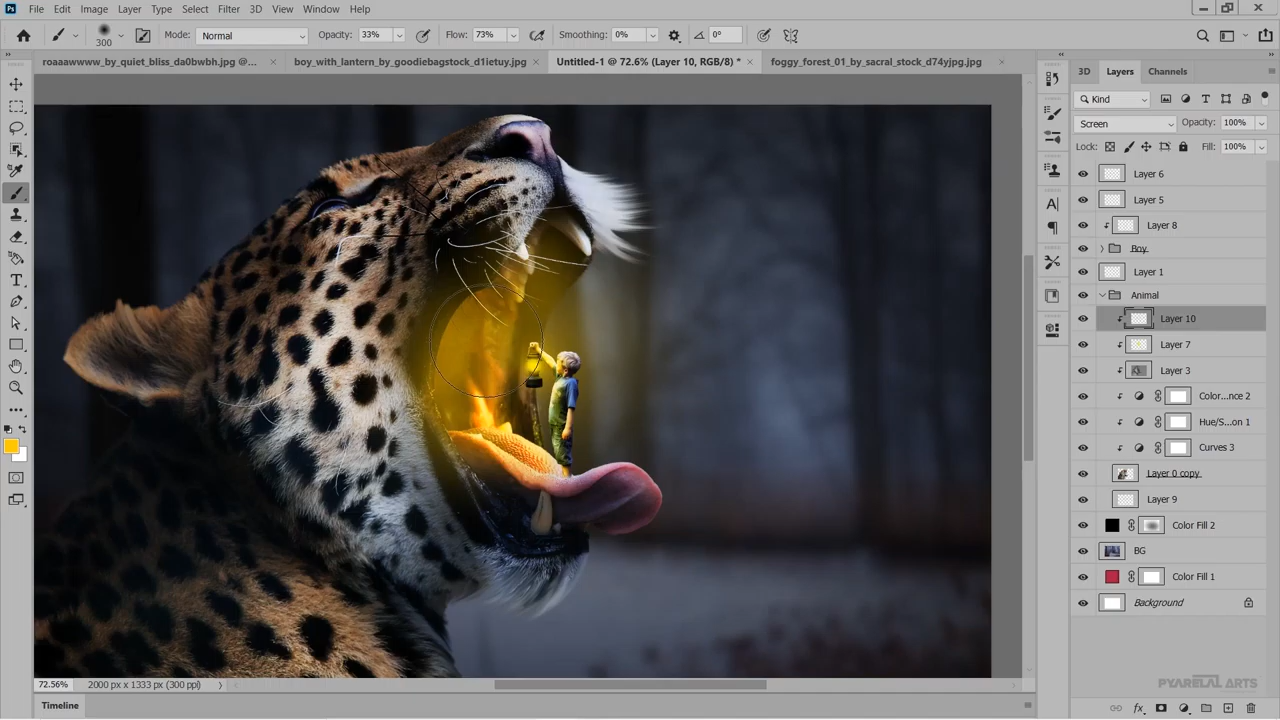 Ps File Edit Image Layer Type Select Filter 3D View Window Help
300 Mode: Normal Opacity: 33% Flow: 73% Smoothing: 0% 0°
roaaawwww_by_quiet_bliss_da0bwbh.jpg @... × boy_with_lantern_by_goodiebagstock_d1ietuy.jpg × Untitled-1 @ 72.6% (Layer 10, RGB/8) * × foggy_forest_01_by_sacral_stock_d74yjpg.jpg ×
3D Layers Channels
Kind
Screen Opacity: 100%
Lock: Fill: 100%
Layer 6
Layer 5
Layer 8
Boy
Layer 1
Animal
Layer 10
Layer 7
Layer 3
Color...nce 2
Hue/S...on 1
Curves 3
Layer 0 copy
Layer 9
Color Fill 2
BG
Color Fill 1
Background
72.56% 2000 px x 1333 px (300 ppi)
PYARELAL ARTS
Timeline
fx